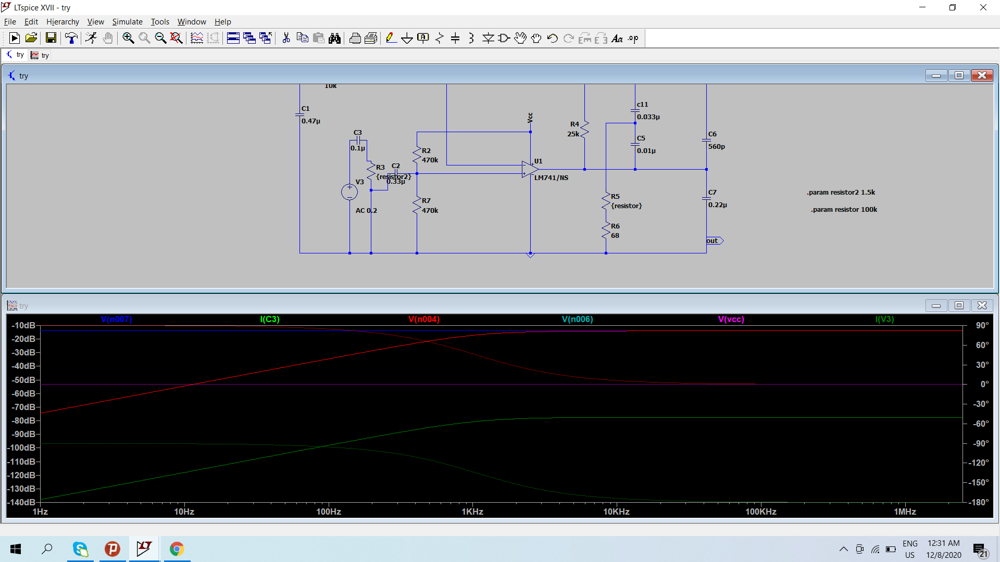 LTspice XVII - try
File Edit Hierarchy View Simulate Tools Window Help
Aa .op
try try
try
10k
C1
0.47µ
C3
0.1µ
R3
{resistor2}
V3
AC 0.2
C2
0.33µ
R2
470k
R7
470k
Vcc
U1
LM741/NS
R4
25k
c11
0.033µ
C5
0.01µ
R5
{resistor}
R6
68
C6
560p
C7
0.22µ
out
.param resistor2 1.5k
.param resistor 100k
try
V(n007) I(C3) V(n004) V(n006) V(vcc) I(V3)
-10dB 90°
-20dB
-30dB 60°
-40dB 30°
-50dB
-60dB 0°
-70dB -30°
-80dB -60°
-90dB
-100dB -90°
-110dB -120°
-120dB
-130dB -150°
-140dB -180°
1Hz 10Hz 100Hz 1KHz 10KHz 100KHz 1MHz
ENG
US
12:31 AM
12/8/2020
21